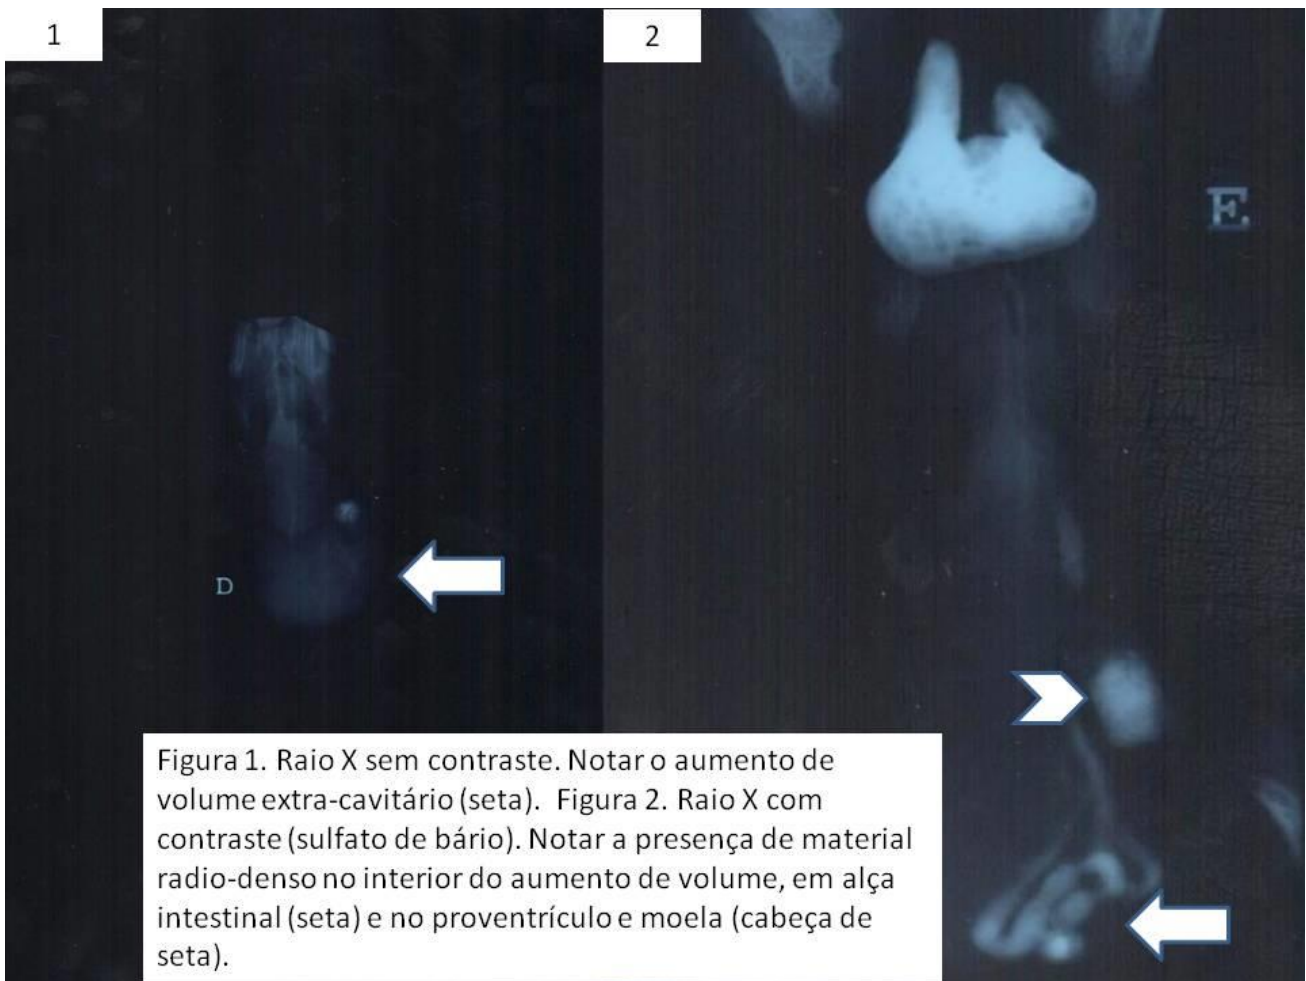 1
2
E.
D
Figura 1. Raio X sem contraste. Notar o aumento de
volume extra-cavitário (seta).  Figura 2. Raio X com
contraste (sulfato de bário). Notar a presença de material
radio-denso no interior do aumento de volume, em alça
intestinal (seta) e no proventrículo e moela (cabeça de
seta).